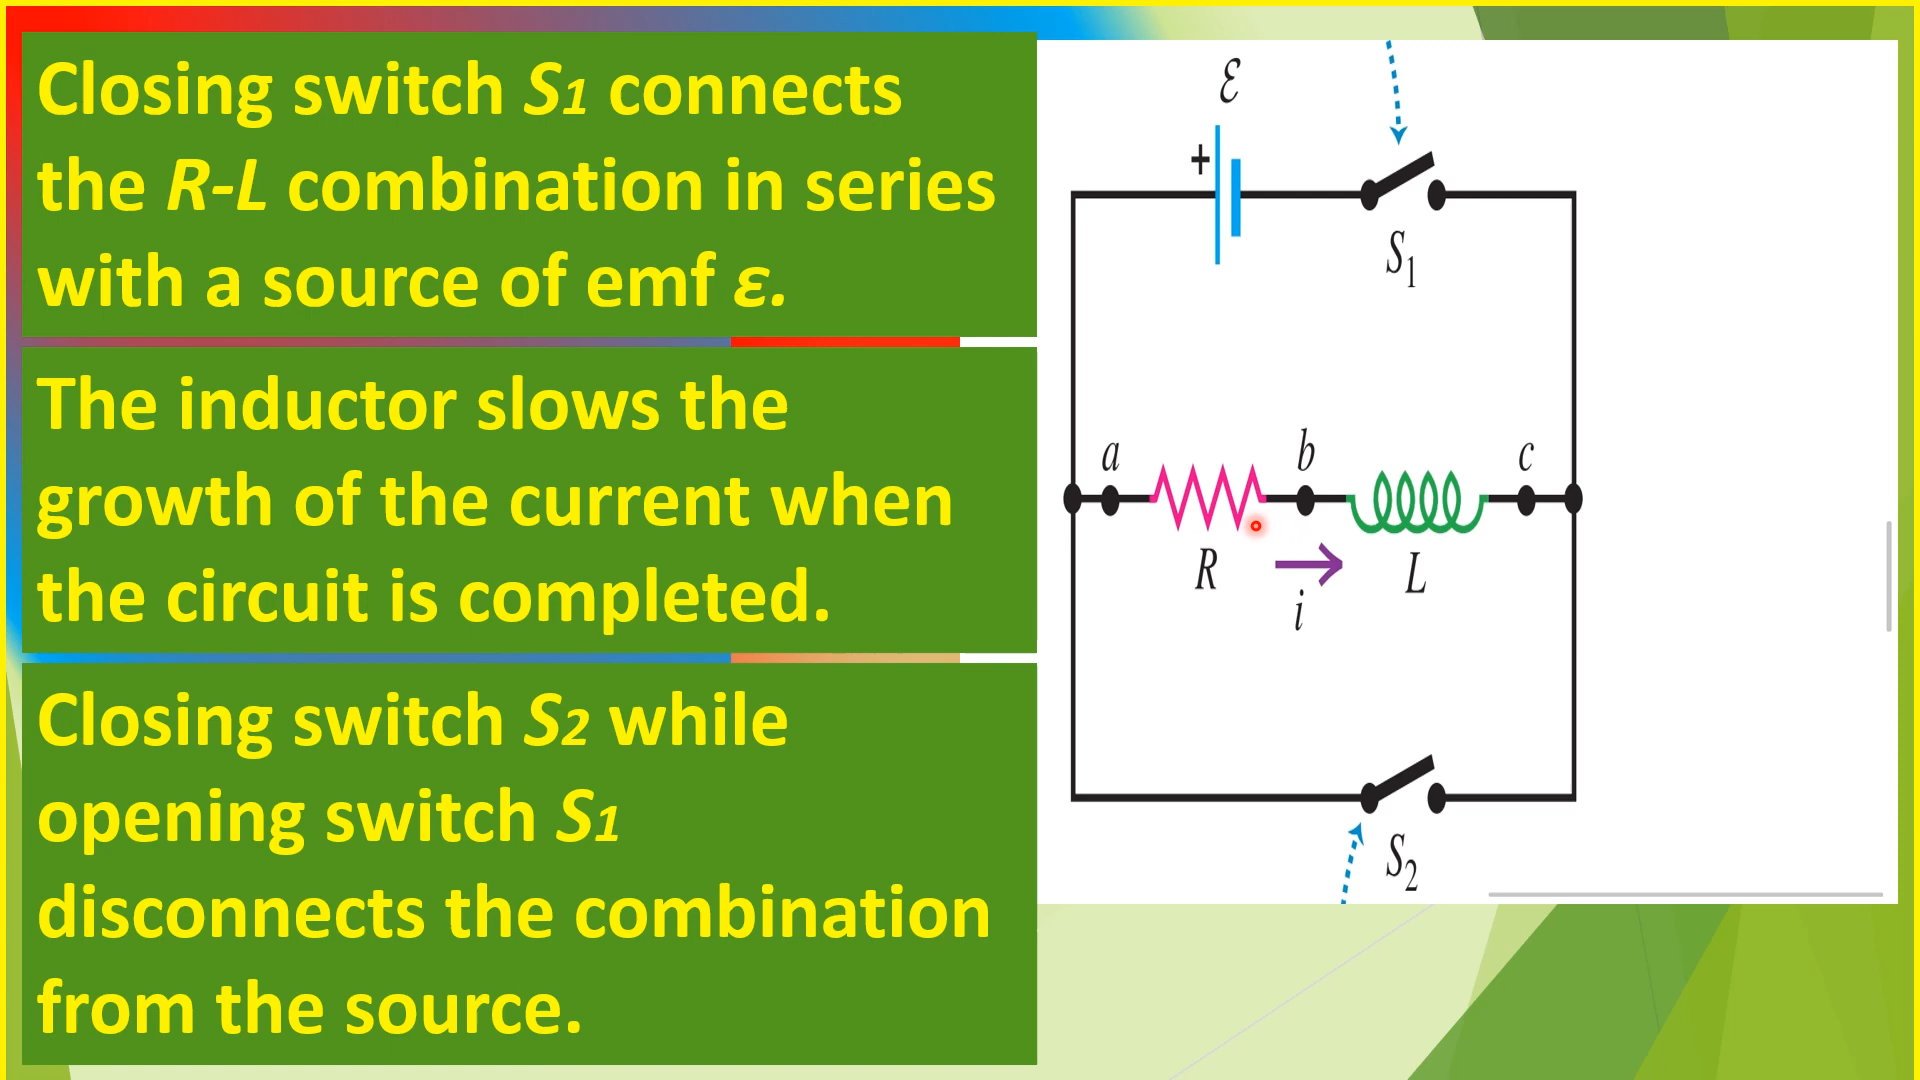 Closing switch S1 connects
the R-L combination in series
with a source of emf ε.
The inductor slows the
growth of the current when
the circuit is completed.
Closing switch S2 while
opening switch S1
disconnects the combination
from the source.
ℰ
+
S1
a
b
c
R
L
i
S2